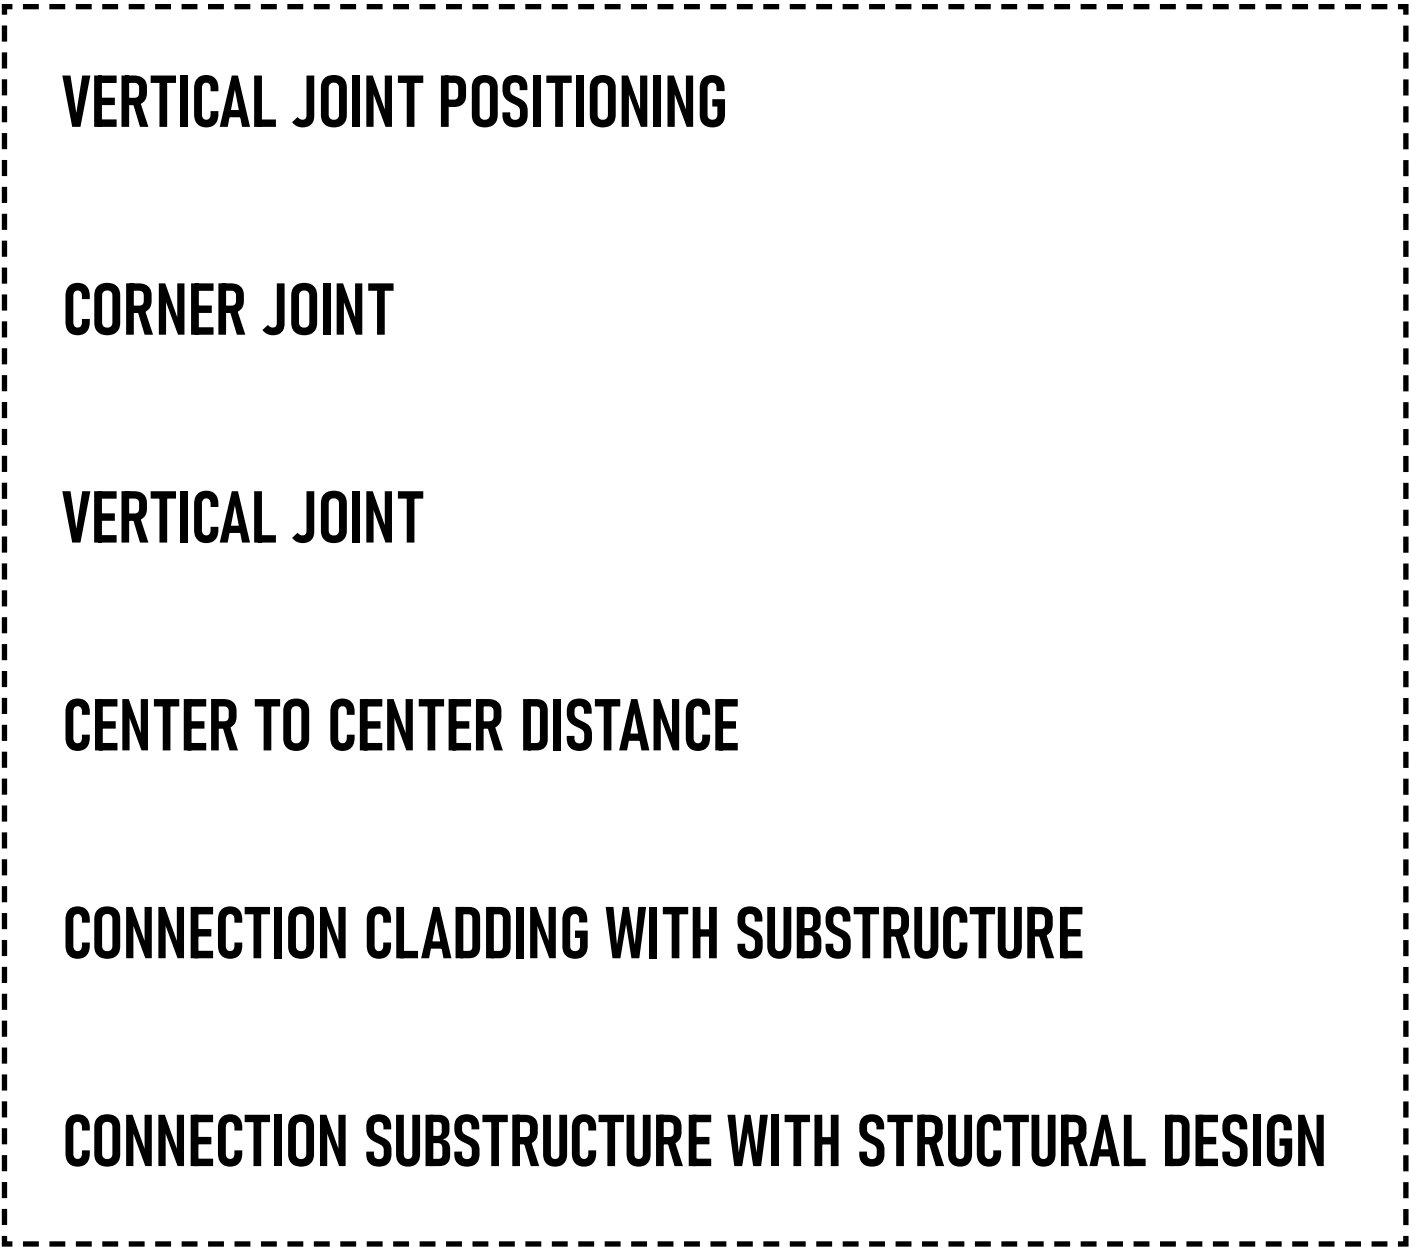 VERTICAL JOINT POSITIONING
CORNER JOINT
VERTICAL JOINT
CENTER TO CENTER DISTANCE
CONNECTION CLADDING WITH SUBSTRUCTURE
CONNECTION SUBSTRUCTURE WITH STRUCTURAL DESIGN